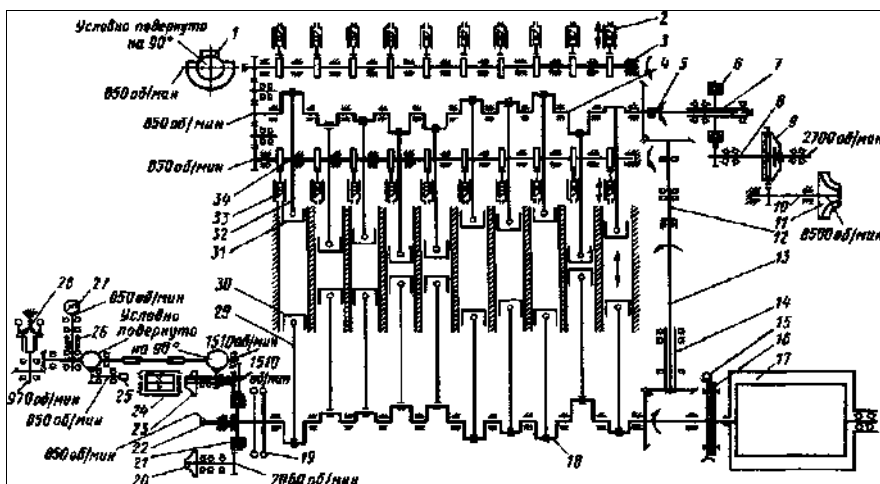 Условно повернуто
на 90°
1
850 об/мин
2
3
4
5
6
7
8
9
2700 об/мин
850 об/мин
850 об/мин
10
11
8500 об/мин
34
33
32
31
12
13
30
29
14
15
16
17
28
27
850 об/мин
26
Условно
повернуто
на 90°
1510 об/мин
1510
об/мин
970 об/мин
25
850 об/мин
24
23
850 об/мин
22
21
20
2060 об/мин
19
18